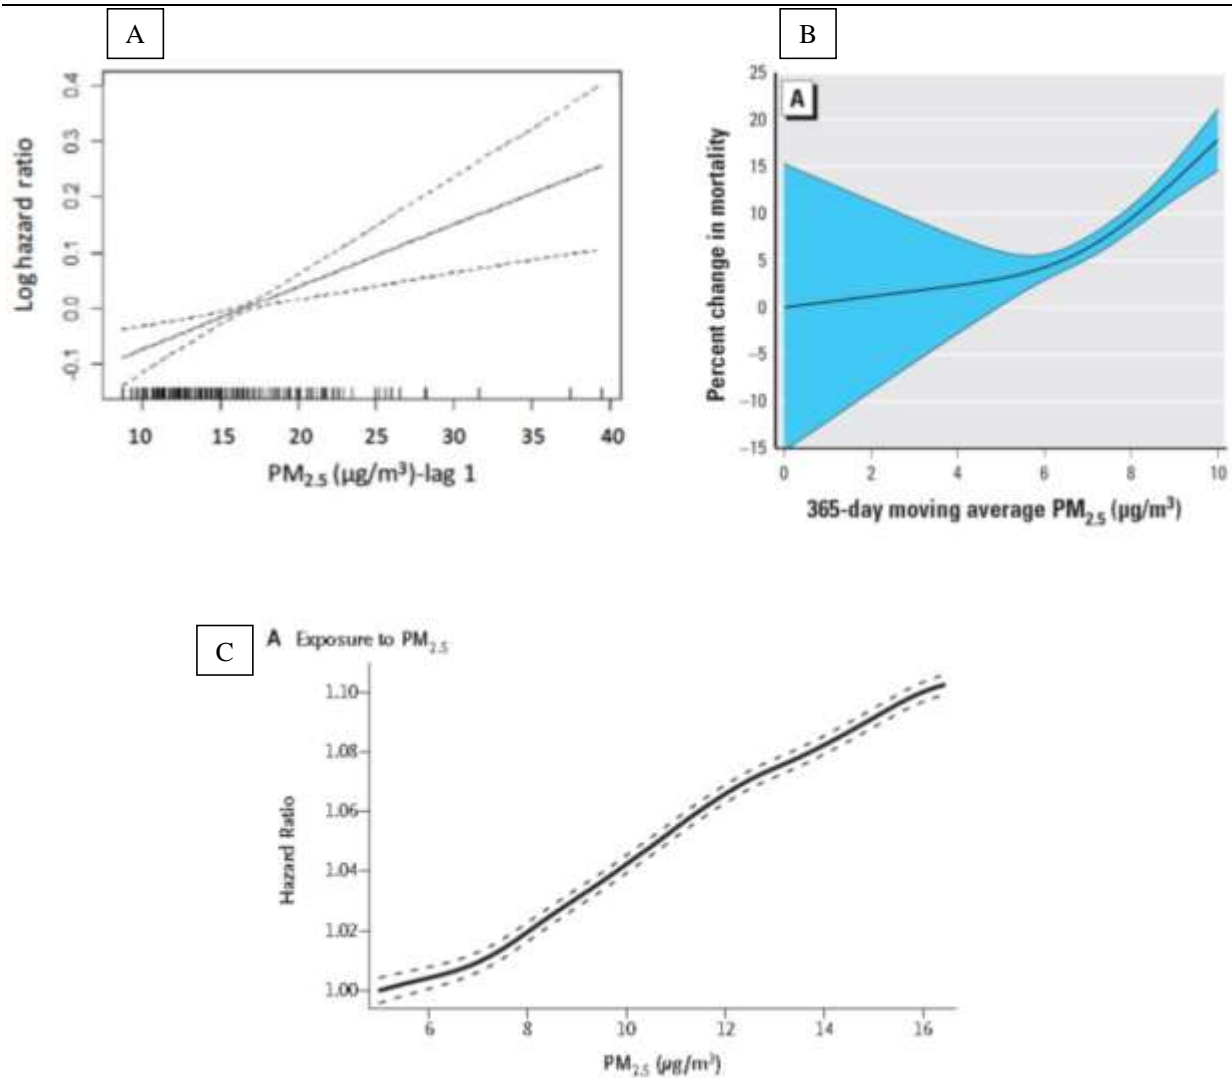 A
Log hazard ratio
0.4
0.3
0.2
0.1
0.0
-0.1
10 15 20 25 30 35 40
PM2.5 (µg/m³)-lag 1
B
A
Percent change in mortality
25
20
15
10
5
0
−5
−10
−15
0 2 4 6 8 10
365-day moving average PM2.5 (µg/m³)
C
A Exposure to PM2.5
Hazard Ratio
1.10
1.08
1.06
1.04
1.02
1.00
6 8 10 12 14 16
PM2.5 (µg/m³)